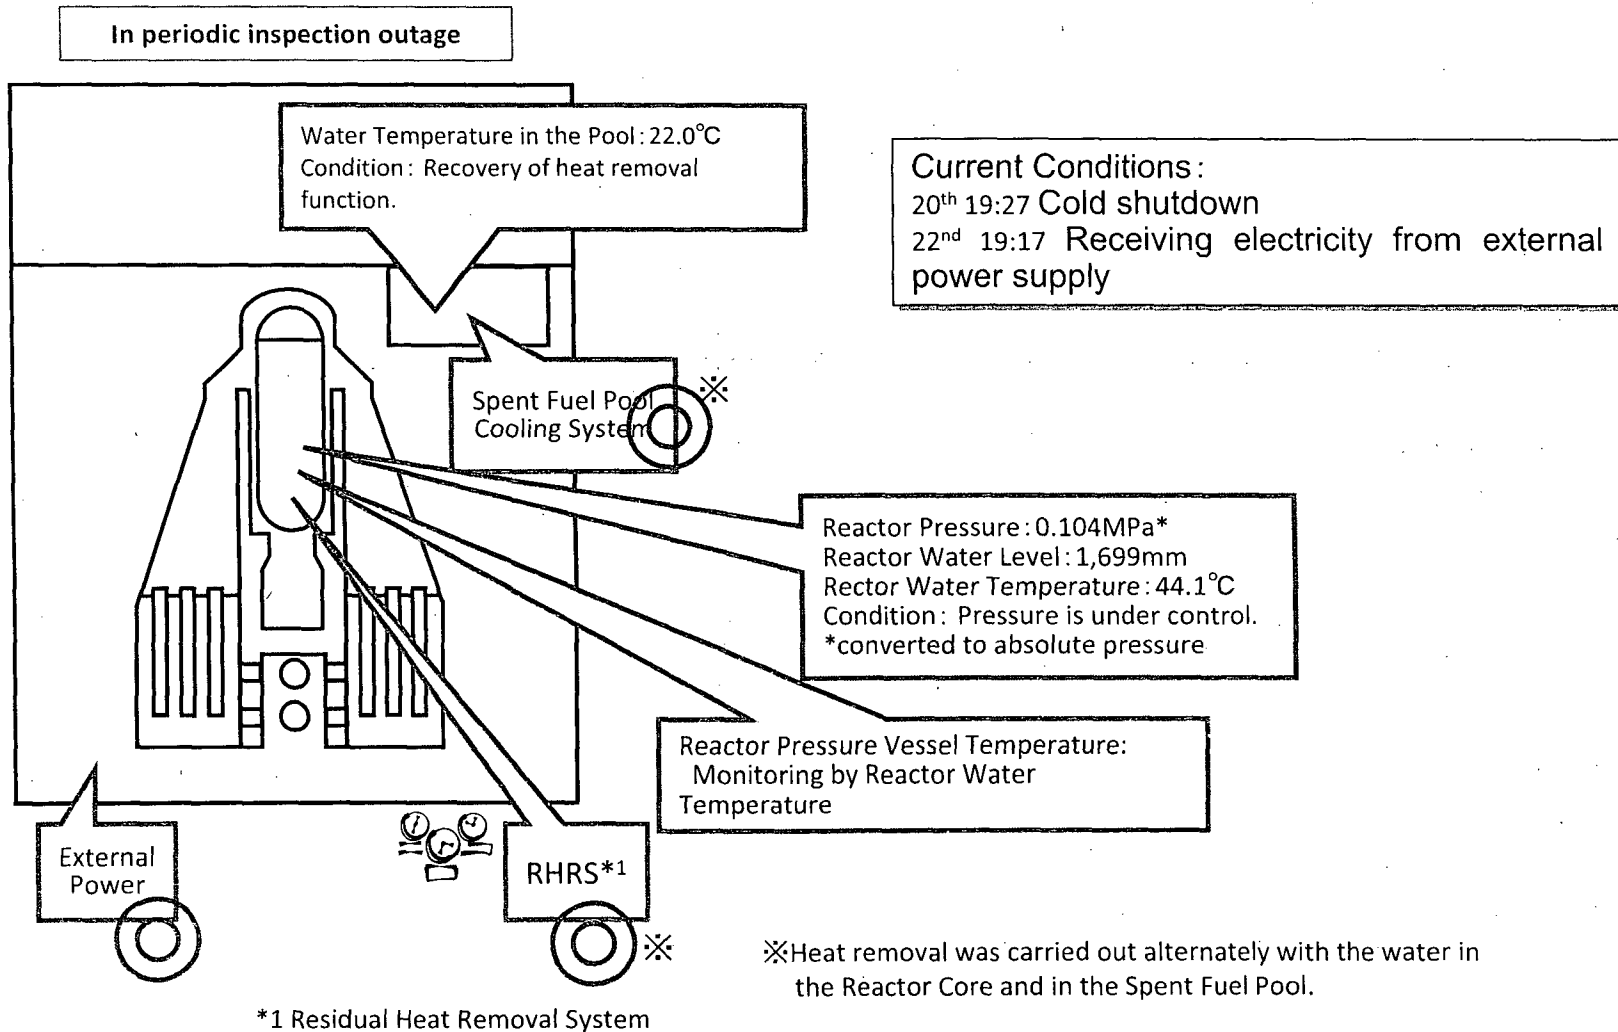 In periodic inspection outage
Water Temperature in the Pool : 22.0℃
Condition : Recovery of heat removal
function.
Current Conditions :
20th 19:27 Cold shutdown
22nd 19:17 Receiving electricity from external
power supply
Spent Fuel Pool
Cooling System
※
Reactor Pressure : 0.104MPa*
Reactor Water Level : 1,699mm
Rector Water Temperature : 44.1℃
Condition : Pressure is under control.
*converted to absolute pressure
Reactor Pressure Vessel Temperature:
Monitoring by Reactor Water
Temperature
External
Power
RHRS*1
※
※Heat removal was carried out alternately with the water in
the Reactor Core and in the Spent Fuel Pool.
*1 Residual Heat Removal System